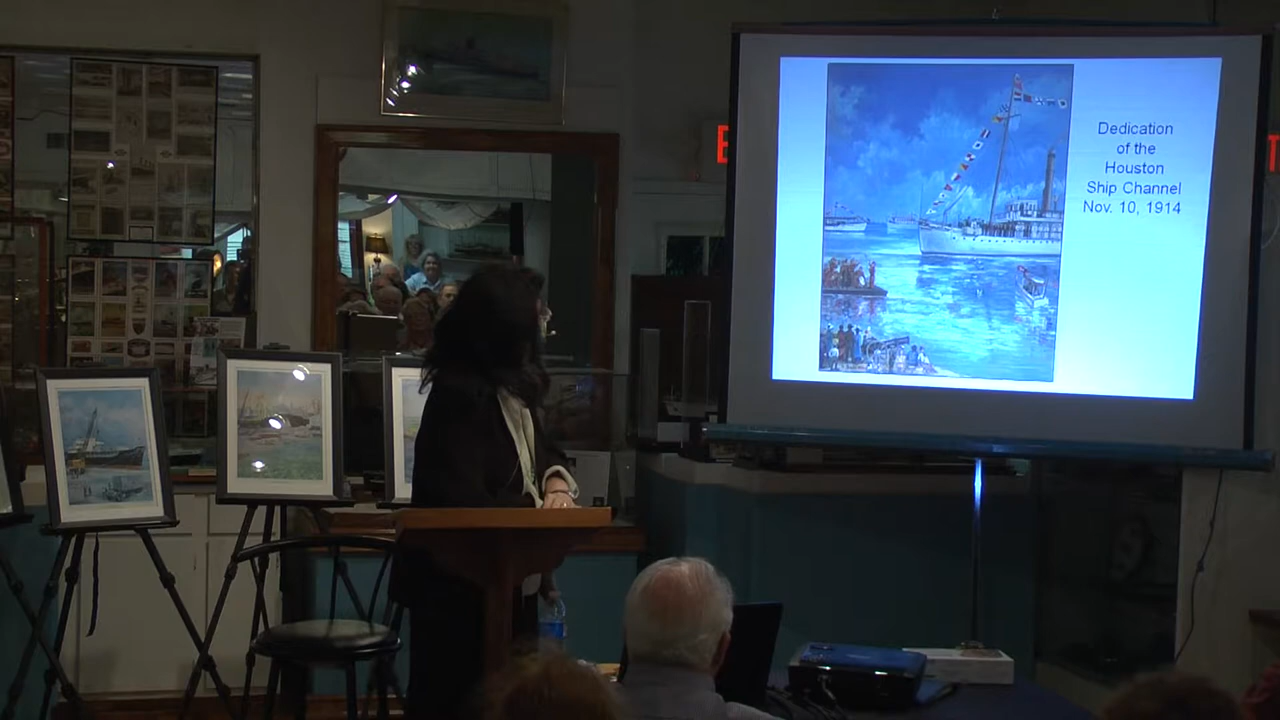 E
Dedication
of the
Houston
Ship Channel
Nov. 10, 1914
T